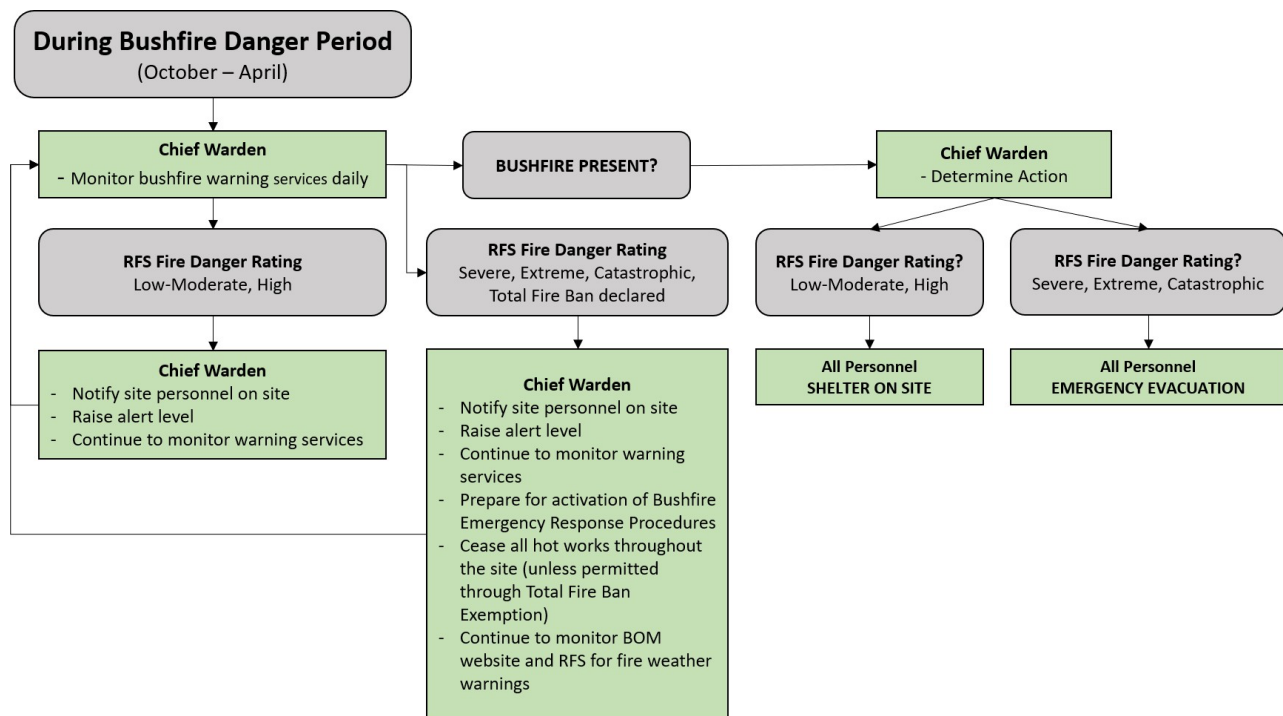 During Bushfire Danger Period
(October – April)
Chief Warden
- Monitor bushfire warning services daily
BUSHFIRE PRESENT?
Chief Warden
- Determine Action
RFS Fire Danger Rating
Low-Moderate, High
RFS Fire Danger Rating
Severe, Extreme, Catastrophic,
Total Fire Ban declared
RFS Fire Danger Rating?
Low-Moderate, High
RFS Fire Danger Rating?
Severe, Extreme, Catastrophic
Chief Warden
- Notify site personnel on site
- Raise alert level
- Continue to monitor warning services
Chief Warden
- Notify site personnel on site
- Raise alert level
- Continue to monitor warning
services
- Prepare for activation of Bushfire
Emergency Response Procedures
- Cease all hot works throughout
the site (unless permitted
through Total Fire Ban
Exemption)
- Continue to monitor BOM
website and RFS for fire weather
warnings
All Personnel
SHELTER ON SITE
All Personnel
EMERGENCY EVACUATION